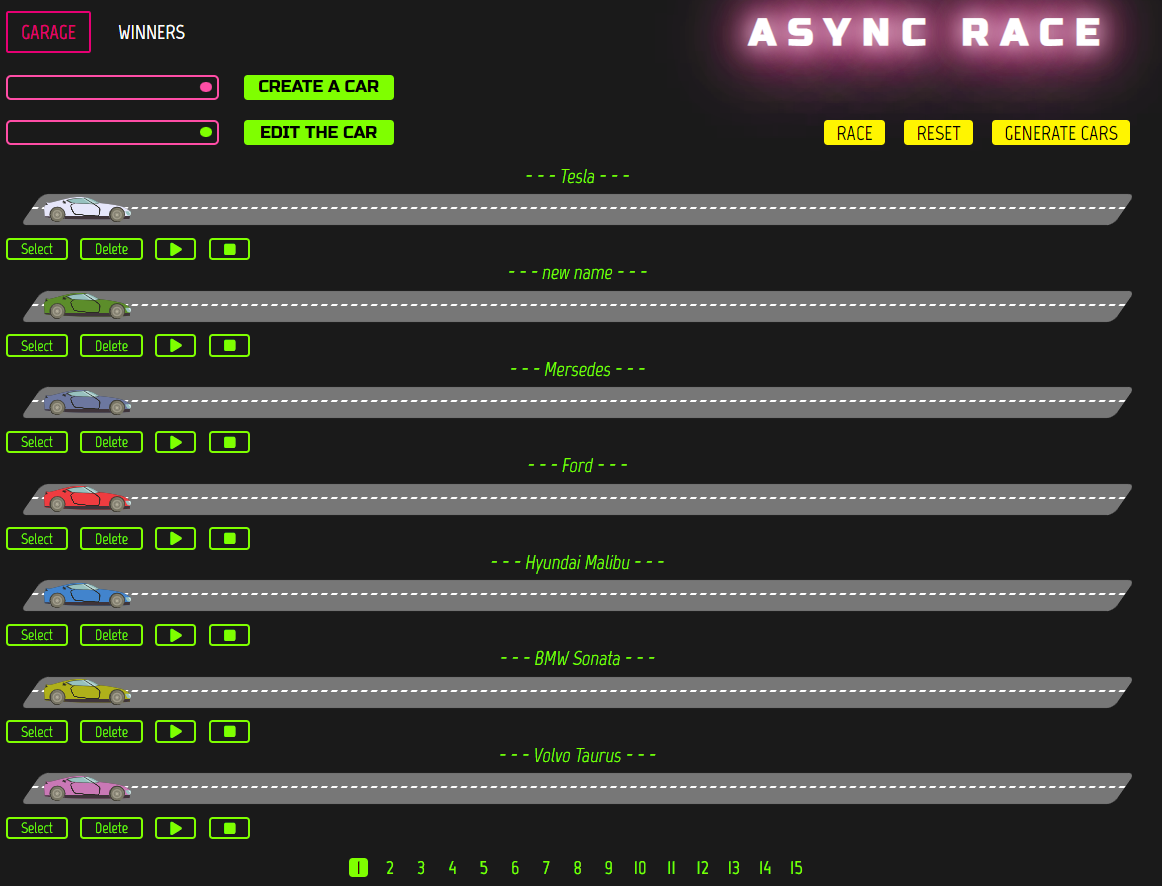 GARAGE WINNERS ASYNC RACE
CREATE A CAR
EDIT THE CAR RACE RESET GENERATE CARS
- - - Tesla - - -
Select Delete
- - - new name - - -
Select Delete
- - - Mersedes - - -
Select Delete
- - - Ford - - -
Select Delete
- - - Hyundai Malibu - - -
Select Delete
- - - BMW Sonata - - -
Select Delete
- - - Volvo Taurus - - -
Select Delete
1 2 3 4 5 6 7 8 9 10 11 12 13 14 15